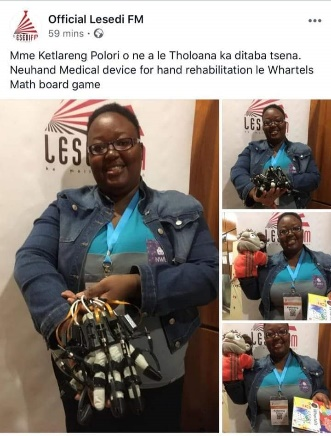 Official Lesedi FM
59 mins ·
Mme Ketlareng Polori o ne a le Tholoana ka ditaba tsena.
Neuhand Medical device for hand rehabilitation le Whartels
Math board game
LESEDI FM
LESEDI